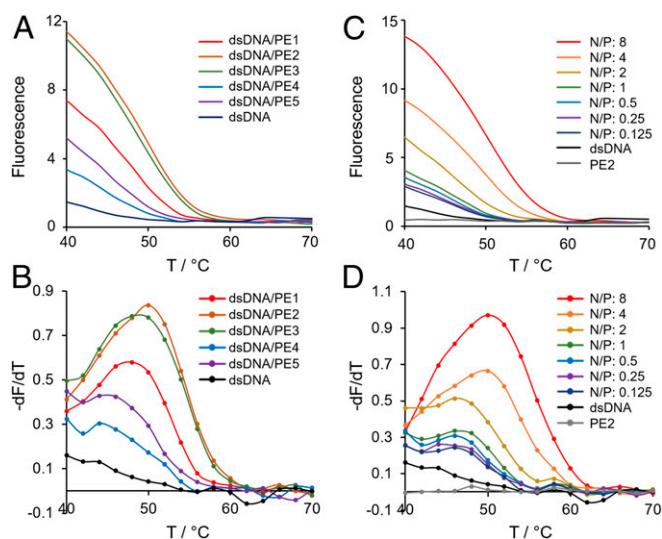 A
12
8
4
0
Fluorescence
40
50
60
70
T / °C
dsDNA/PE1
dsDNA/PE2
dsDNA/PE3
dsDNA/PE4
dsDNA/PE5
dsDNA
B
0.9
0.7
0.5
0.3
0.1
-0.1
-dF/dT
40
50
60
70
T / °C
dsDNA/PE1
dsDNA/PE2
dsDNA/PE3
dsDNA/PE4
dsDNA/PE5
dsDNA
C
15
10
5
0
Fluorescence
40
50
60
70
T / °C
N/P: 8
N/P: 4
N/P: 2
N/P: 1
N/P: 0.5
N/P: 0.25
N/P: 0.125
dsDNA
PE2
D
1.1
0.9
0.7
0.5
0.3
0.1
-0.1
-dF/dT
40
50
60
70
T / °C
N/P: 8
N/P: 4
N/P: 2
N/P: 1
N/P: 0.5
N/P: 0.25
N/P: 0.125
dsDNA
PE2